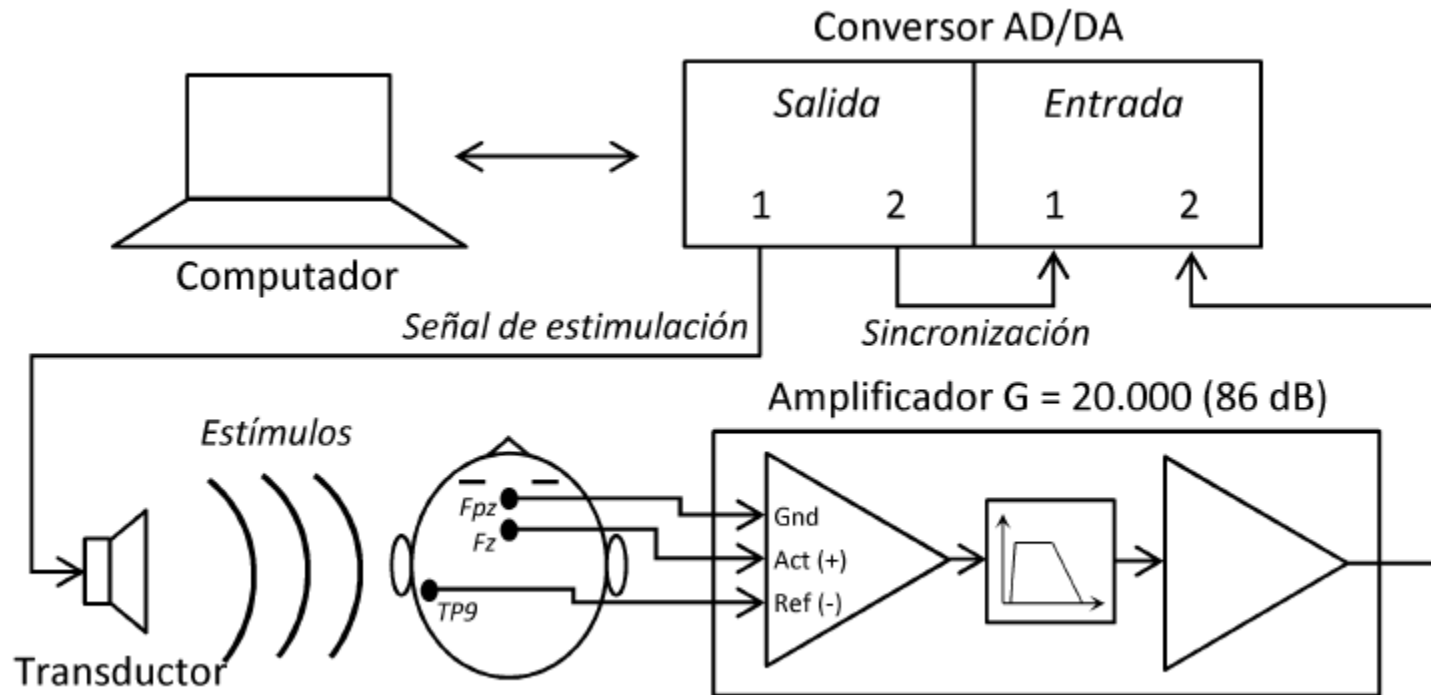 Conversor AD/DA
Salida Entrada
1 2 1 2
Computador
Señal de estimulación
Sincronización
Amplificador G = 20.000 (86 dB)
Estímulos
Fpz
Fz
TP9
Gnd
Act (+)
Ref (-)
Transductor